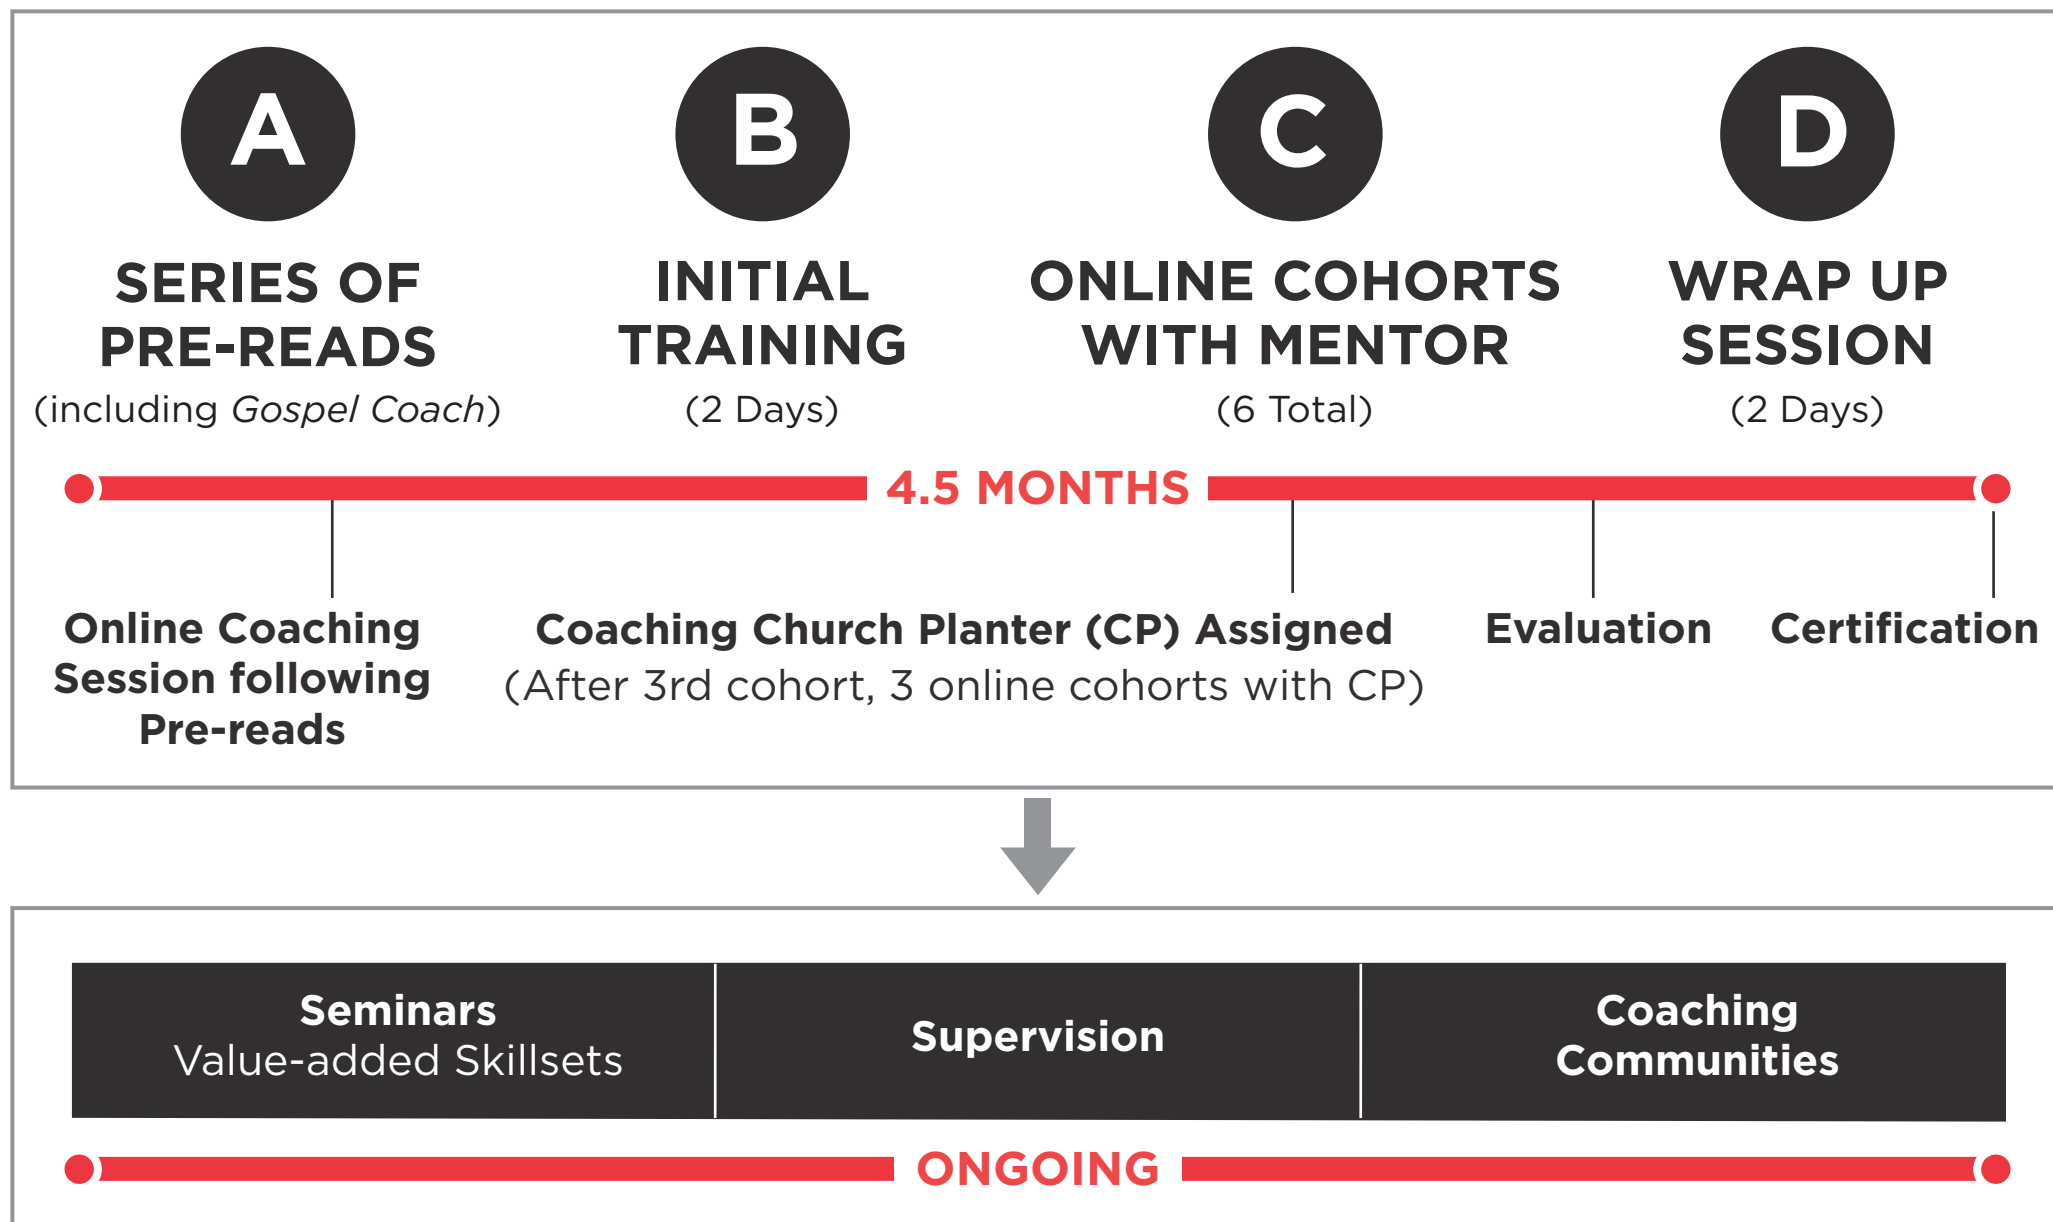 A
B
C
D
SERIES OF
PRE-READS
(including Gospel Coach)
INITIAL
TRAINING
(2 Days)
ONLINE COHORTS
WITH MENTOR
(6 Total)
WRAP UP
SESSION
(2 Days)
4.5 MONTHS
Online Coaching
Session following
Pre-reads
Coaching Church Planter (CP) Assigned
(After 3rd cohort, 3 online cohorts with CP)
Evaluation
Certification
Seminars
Value-added Skillsets
Supervision
Coaching
Communities
ONGOING